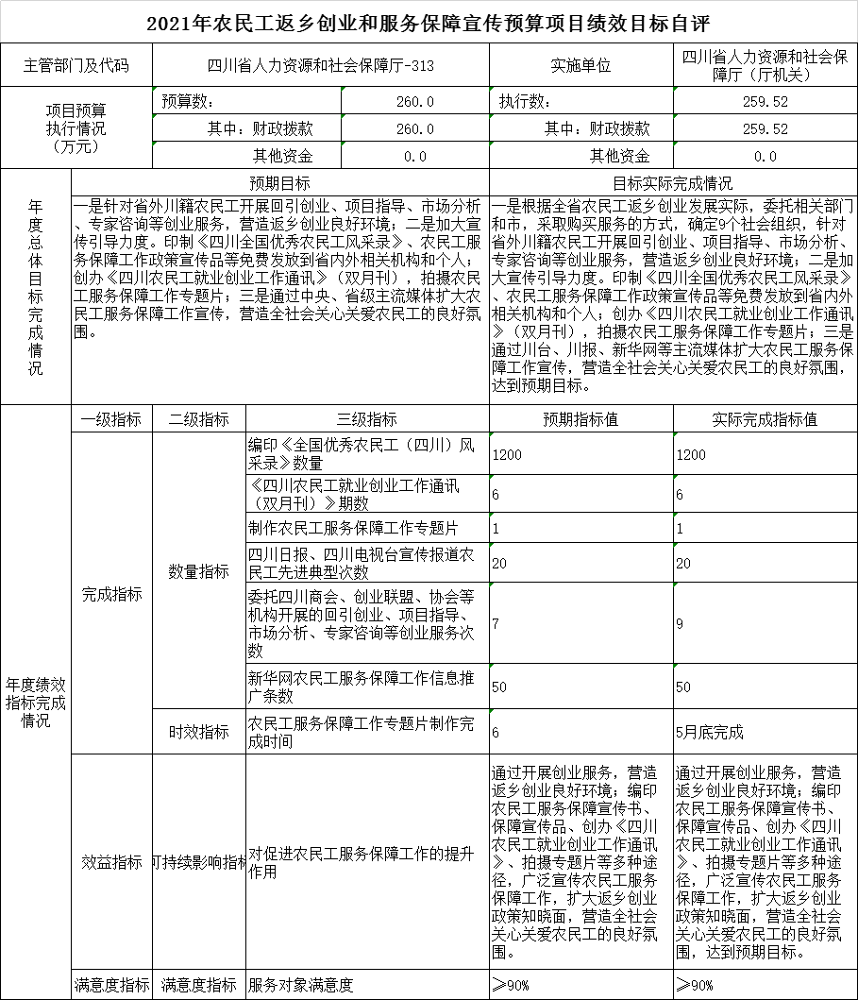 2021年农民工返乡创业和服务保障宣传预算项目绩效目标自评
主管部门及代码
四川省人力资源和社会保障厅-313
实施单位
四川省人力资源和社会保
障厅（厅机关）
项目预算
执行情况
（万元）
预算数：
260.0
执行数：
259.52
其中：财政拨款
260.0
其中：财政拨款
259.52
其他资金
0.0
其他资金
0.0
年
度
总
体
目
标
完
成
情
况
预期目标
目标实际完成情况
一是针对省外川籍农民工开展回引创业、项目指导、市场分析
、专家咨询等创业服务，营造返乡创业良好环境；二是加大宣
传引导力度。印制《四川全国优秀农民工风采录》、农民工服
务保障工作政策宣传品等免费发放到省内外相关机构和个人；
创办《四川农民工就业创业工作通讯》（双月刊），拍摄农民
工服务保障工作专题片；三是通过中央、省级主流媒体扩大农
民工服务保障工作宣传，营造全社会关心关爱农民工的良好氛
围。
一是根据全省农民工返乡创业发展实际，委托相关部门
和市，采取购买服务的方式，确定9个社会组织，针对
省外川籍农民工开展回引创业、项目指导、市场分析、
专家咨询等创业服务，营造返乡创业良好环境；二是加
大宣传引导力度。印制《四川全国优秀农民工风采录》
、农民工服务保障工作政策宣传品等免费发放到省内外
相关机构和个人；创办《四川农民工就业创业工作通讯
》（双月刊），拍摄农民工服务保障工作专题片；三是
通过川台、川报、新华网等主流媒体扩大农民工服务保
障工作宣传，营造全社会关心关爱农民工的良好氛围，
达到预期目标。
年度绩效
指标完成
情况
一级指标
二级指标
三级指标
预期指标值
实际完成指标值
完成指标
数量指标
编印《全国优秀农民工（四川）风
采录》数量
1200
1200
《四川农民工就业创业工作通讯
（双月刊）》期数
6
6
制作农民工服务保障工作专题片
1
1
四川日报、四川电视台宣传报道农
民工先进典型次数
20
20
委托四川商会、创业联盟、协会等
机构开展的回引创业、项目指导、
市场分析、专家咨询等创业服务次
数
7
9
新华网农民工服务保障工作信息推
广条数
50
50
时效指标
农民工服务保障工作专题片制作完
成时间
6
5月底完成
效益指标
可持续影响指标
对促进农民工服务保障工作的提升
作用
通过开展创业服务，营造
返乡创业良好环境；编印
农民工服务保障宣传书、
保障宣传品、创办《四川
农民工就业创业工作通讯
》、拍摄专题片等多种途
径，广泛宣传农民工服务
保障工作，扩大返乡创业
政策知晓面，营造全社会
关心关爱农民工的良好氛
围。
通过开展创业服务，营造
返乡创业良好环境；编印
农民工服务保障宣传书、
保障宣传品、创办《四川
农民工就业创业工作通讯
》、拍摄专题片等多种途
径，广泛宣传农民工服务
保障工作，扩大返乡创业
政策知晓面，营造全社会
关心关爱农民工的良好氛
围，达到预期目标。
满意度指标
满意度指标
服务对象满意度
≥90%
≥90%